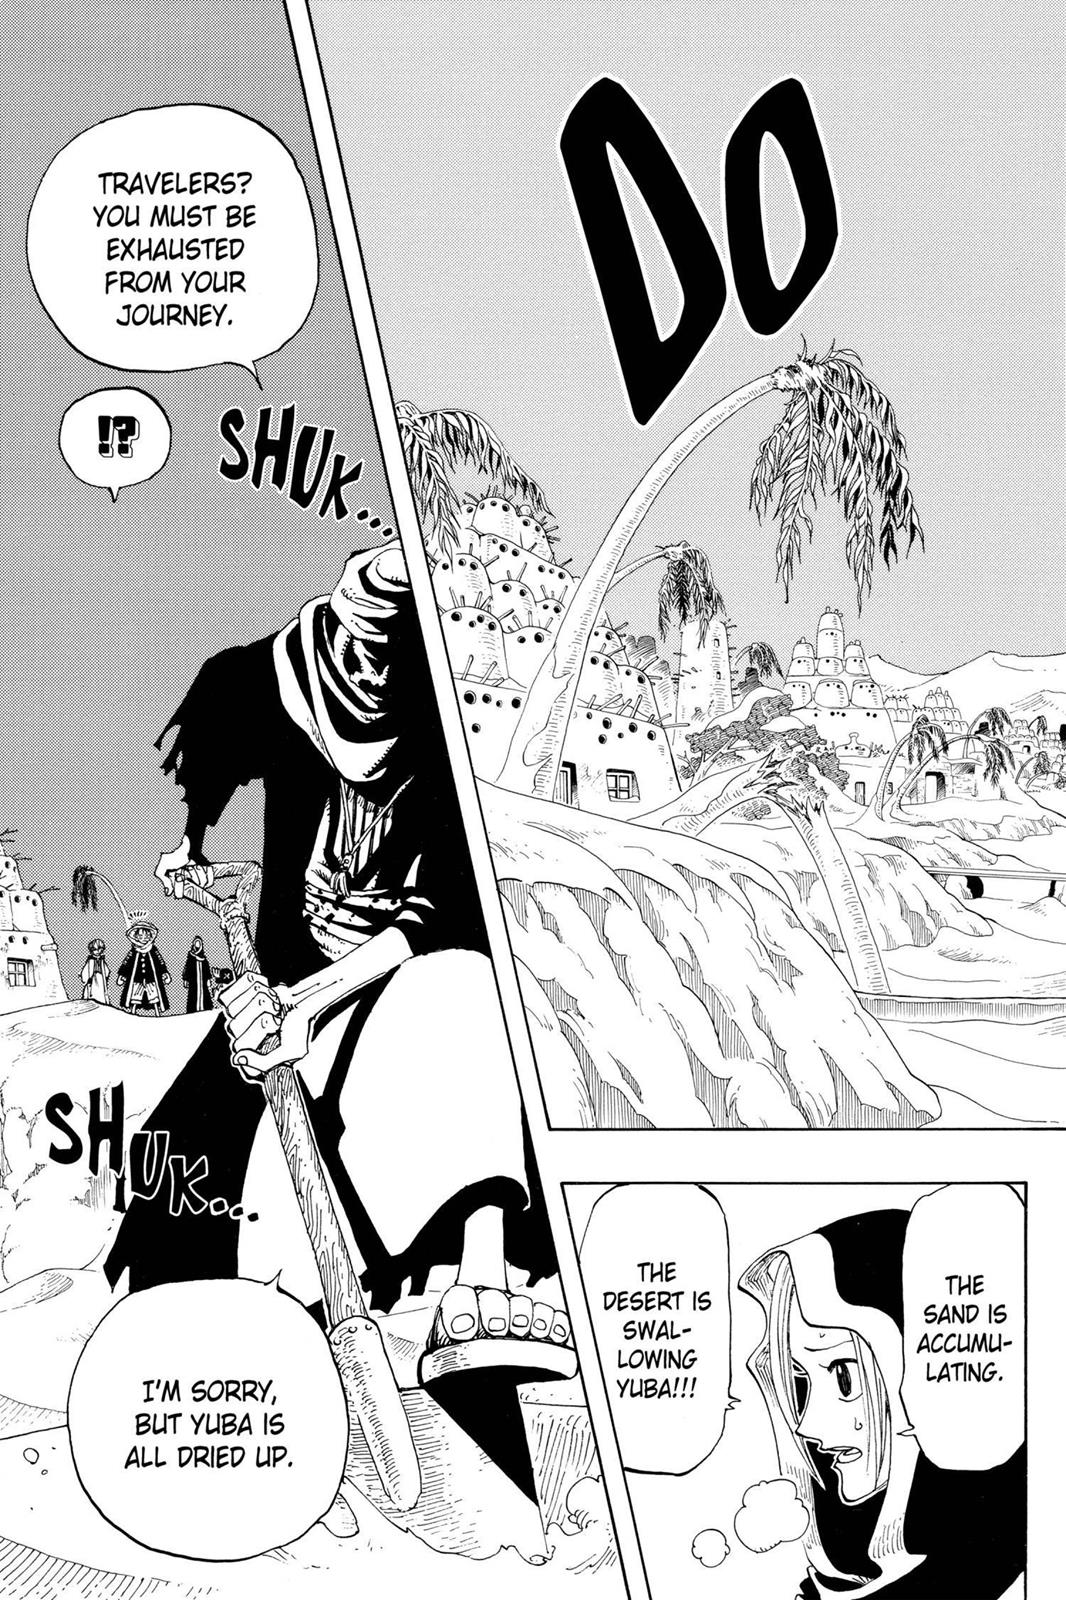 DO
THE
SAND IS
ACCUMU-
LATING.
THE
DESERT IS
SWAL-
LOWING
YUBA!!!
TRAVELERS?
YOU MUST BE
EXHAUSTED
FROM YOUR
JOURNEY.
!?
SHUK...
SHUK...
I'M SORRY,
BUT YUBA IS
ALL DRIED UP.